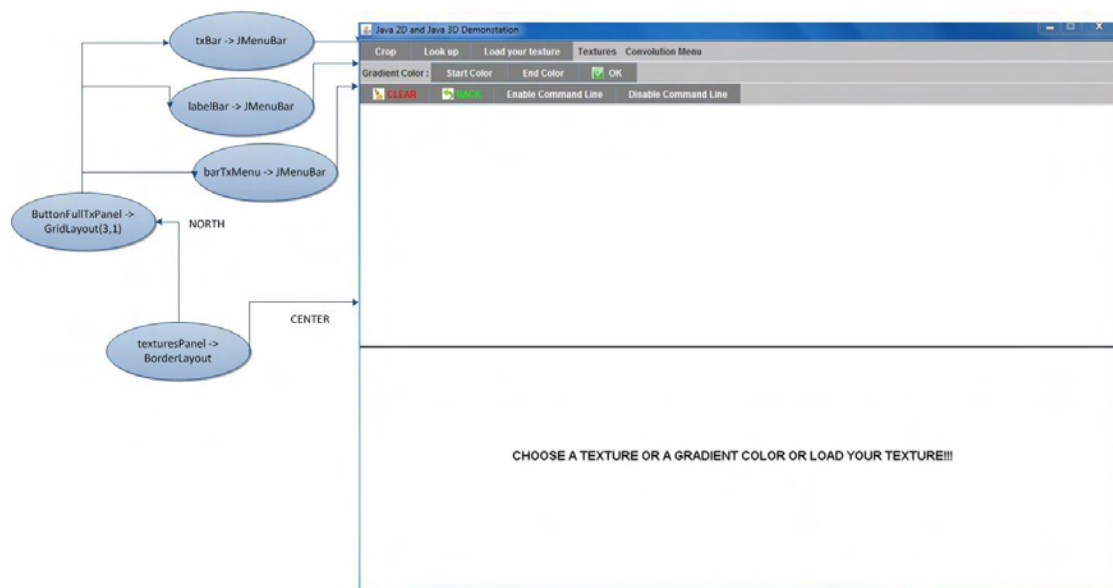 txBar -> JMenuBar
labelBar -> JMenuBar
barTxMenu -> JMenuBar
ButtonFullTxPanel ->
GridLayout(3,1)
NORTH
texturesPanel ->
BorderLayout
CENTER
Java 2D and Java 3D Demonstation
Crop Look up Load your texture Textures Convolution Menu
Gradient Color : Start Color End Color OK
CLEAR BACK Enable Command Line Disable Command Line
CHOOSE A TEXTURE OR A GRADIENT COLOR OR LOAD YOUR TEXTURE!!!